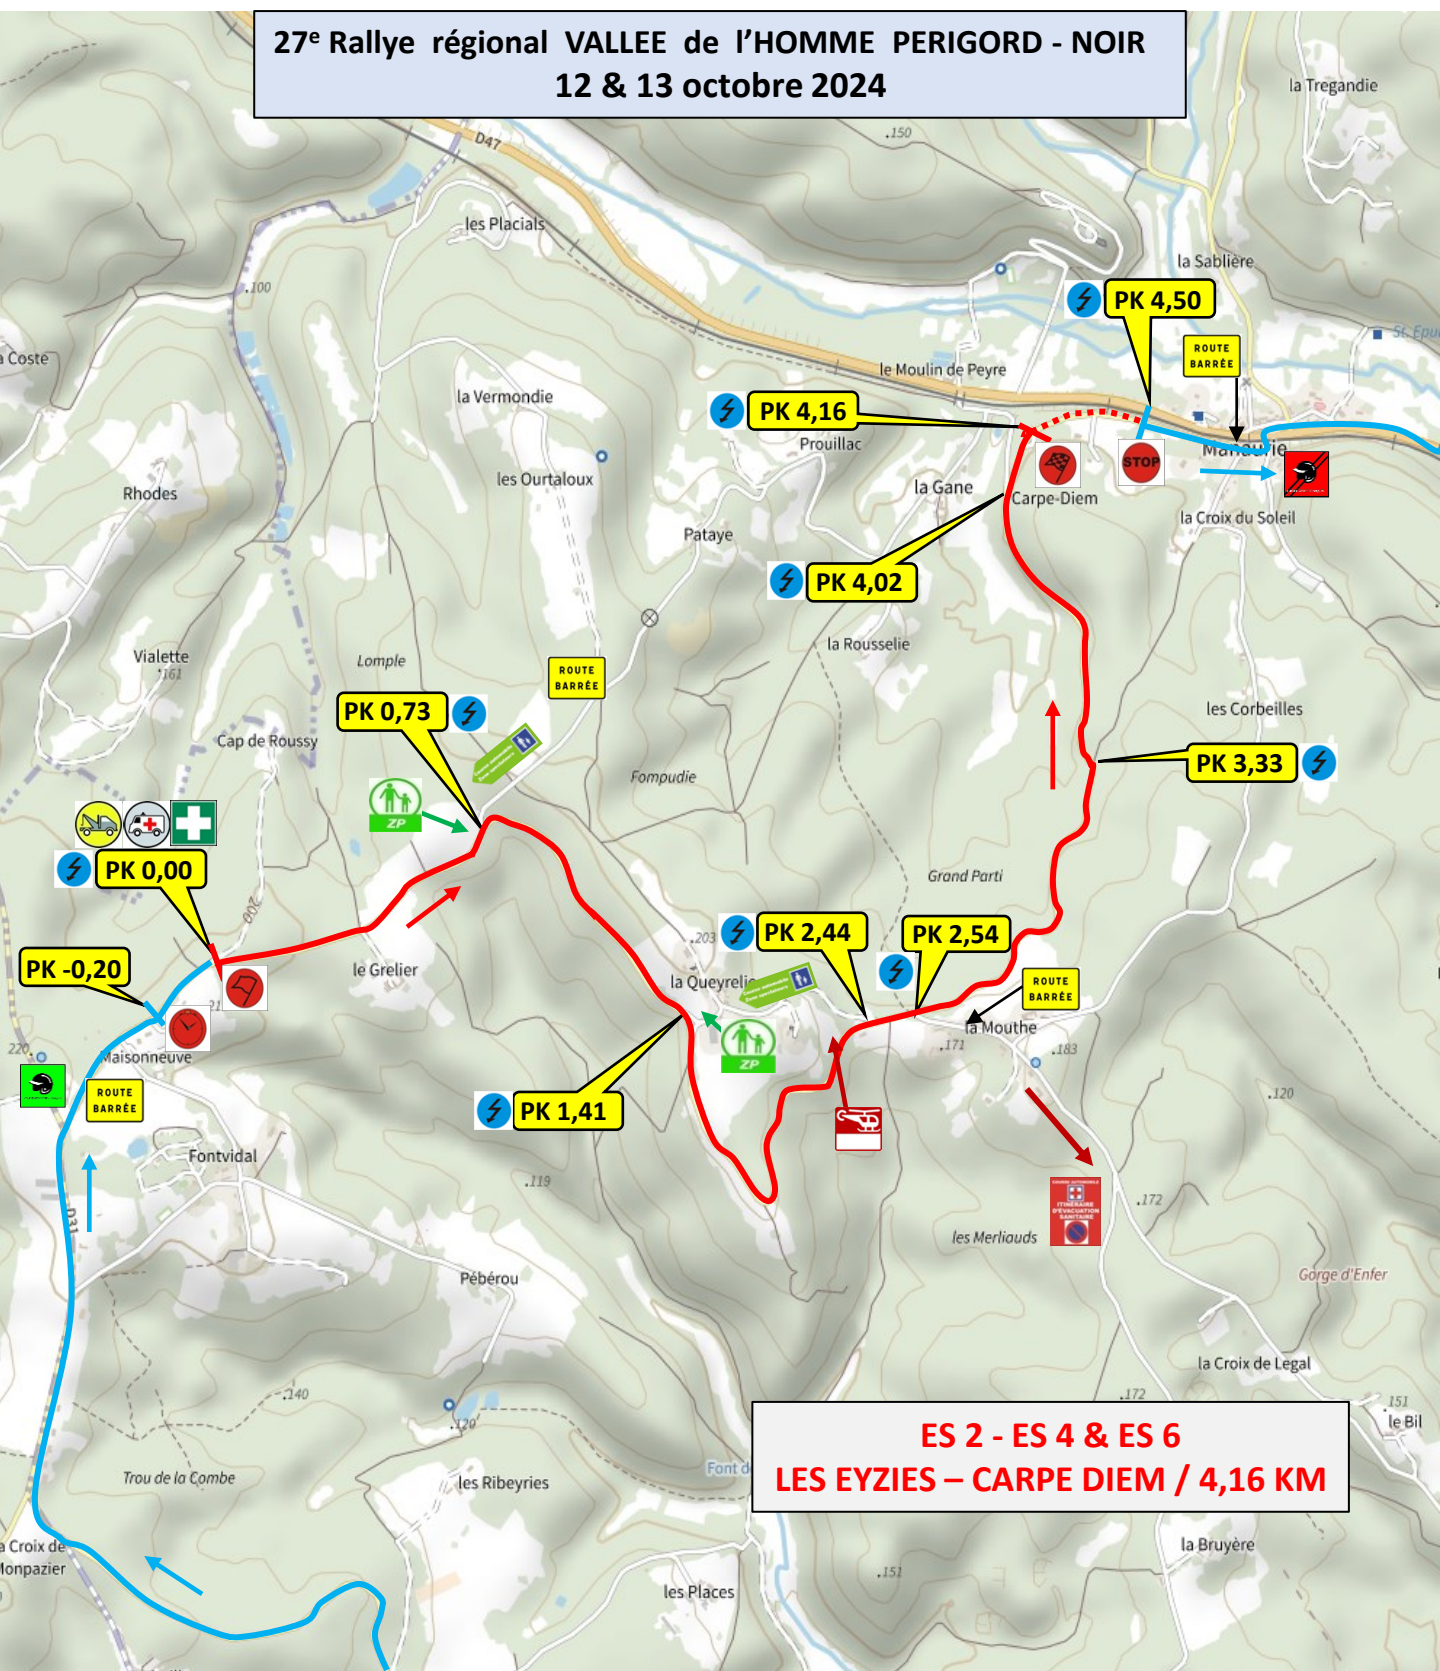 27e Rallye régional VALLEE de l'HOMME PERIGORD - NOIR
12 & 13 octobre 2024
la Tregandie
.150
D47
les Placials
la Sablière
.100
PK 4,50
ROUTE
BARRÉE
a Coste
le Moulin de Peyre
la Vermondie
PK 4,16
Prouillac
Manaurie
STOP
les Ourtaloux
Rhodes
la Gane
Carpe-Diem
la Croix du Soleil
Pataye
PK 4,02
la Rousselie
Vialette
.161
Lomple
ROUTE
BARRÉE
PK 0,73
les Corbeilles
Cap de Roussy
Fompudie
PK 3,33
ZP
PK 0,00
Grand Parti
200
PK 2,44
PK 2,54
.203
PK -0,20
le Grelier
la Queyrelie
ROUTE
BARRÉE
la Mouthe
.171
.183
220
Maisonneuve
ZP
ROUTE
BARRÉE
PK 1,41
.120
Fontvidal
.119
D31
.172
ITINÉRAIRE
D'ÉVACUATION
SANITAIRE
les Merliauds
Pébérou
Gorge d'Enfer
la Croix de Legal
.140
.172
.151
le Bil
.120
ES 2 - ES 4 & ES 6
LES EYZIES – CARPE DIEM / 4,16 KM
Trou de la Combe
les Ribeyries
Font de
a Croix de
Monpazier
la Bruyère
.151
les Places